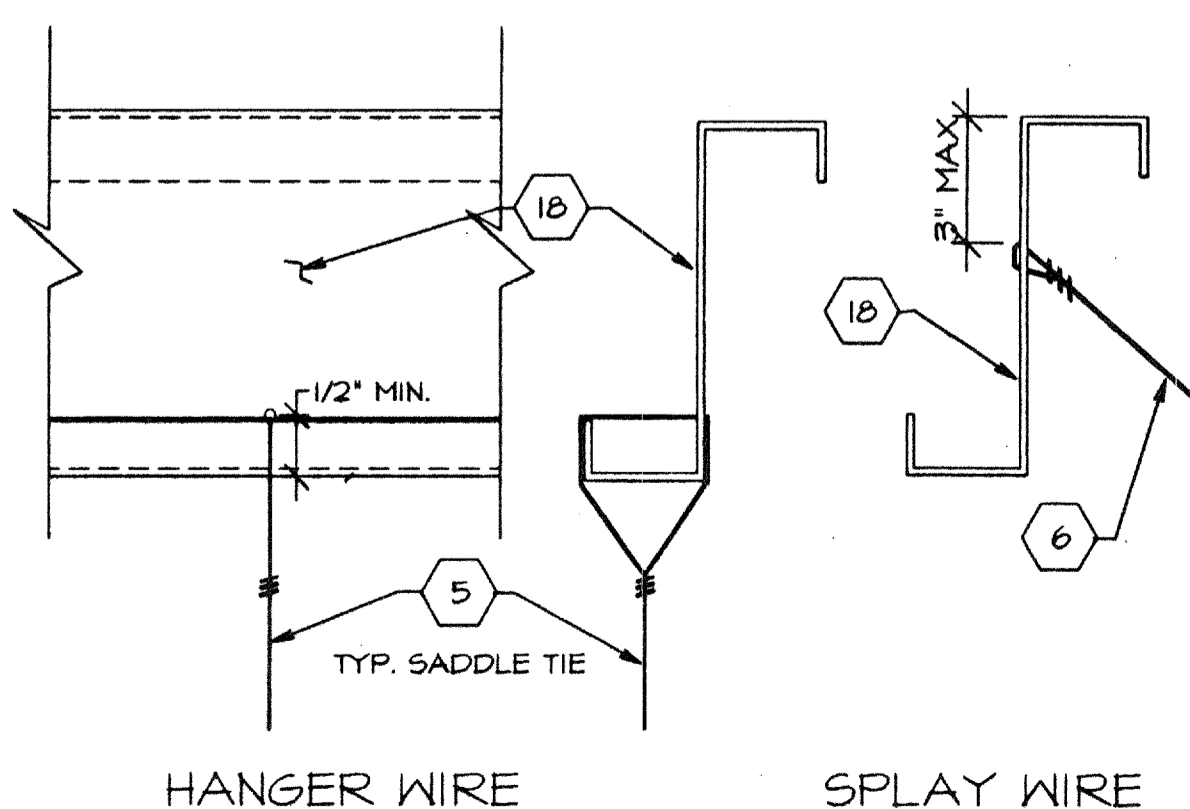 3" MAX
18
18
1/2" MIN.
6
5
TYP. SADDLE TIE
HANGER WIRE
SPLAY WIRE